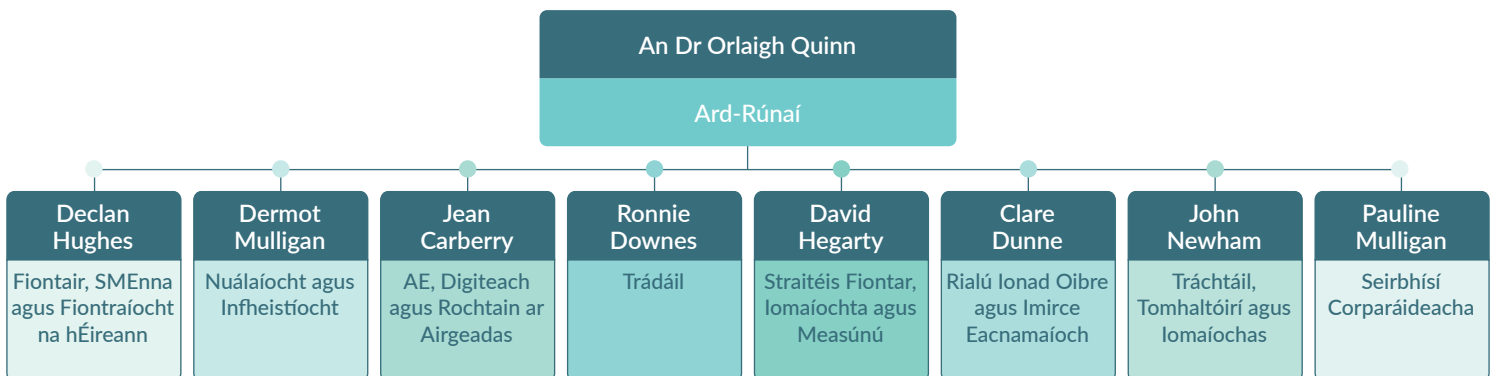 An Dr Orlaigh Quinn
Ard-Rúnaí
Declan
Hughes
Fiontair, SMEnna
agus Fiontraíocht
na hÉireann
Dermot
Mulligan
Nuálaíocht agus
Infheistíocht
Jean
Carberry
AE, Digiteach
agus Rochtain ar
Airgeadas
Ronnie
Downes
Trádáil
David
Hegarty
Straitéis Fiontar,
Iomaíochta agus
Measúnú
Clare
Dunne
Rialú Ionad Oibre
agus Imirce
Eacnamaíoch
John
Newham
Tráchtáil,
Tomhaltóirí agus
Iomaíochas
Pauline
Mulligan
Seirbhísí
Corparáideacha